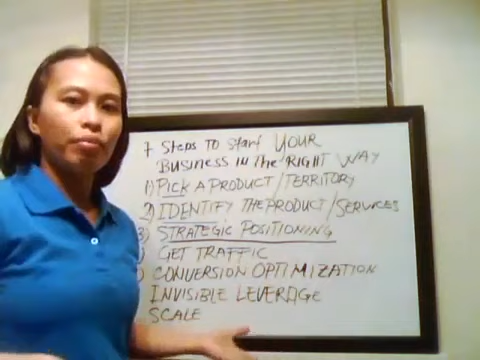 7 Steps To Start YOUR
BUSINESS IN The RIGHT WAY
1) PICK A PRODUCT/TERRITORY
2) IDENTIFY THE PRODUCT/SERVICES
3) STRATEGIC POSITIONING
) GET TRAFFIC
) CONVERSION OPTIMIZATION
INVISIBLE LEVERAGE
SCALE